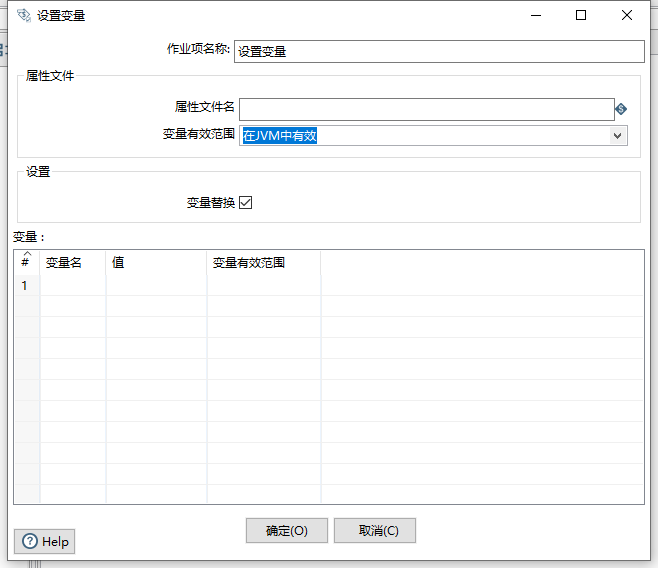 设置变量
作业项名称: 设置变量
属性文件
属性文件名
变量有效范围 在JVM中有效
设置
变量替换
变量：
# 变量名 值 变量有效范围
1
确定(O) 取消(C)
Help